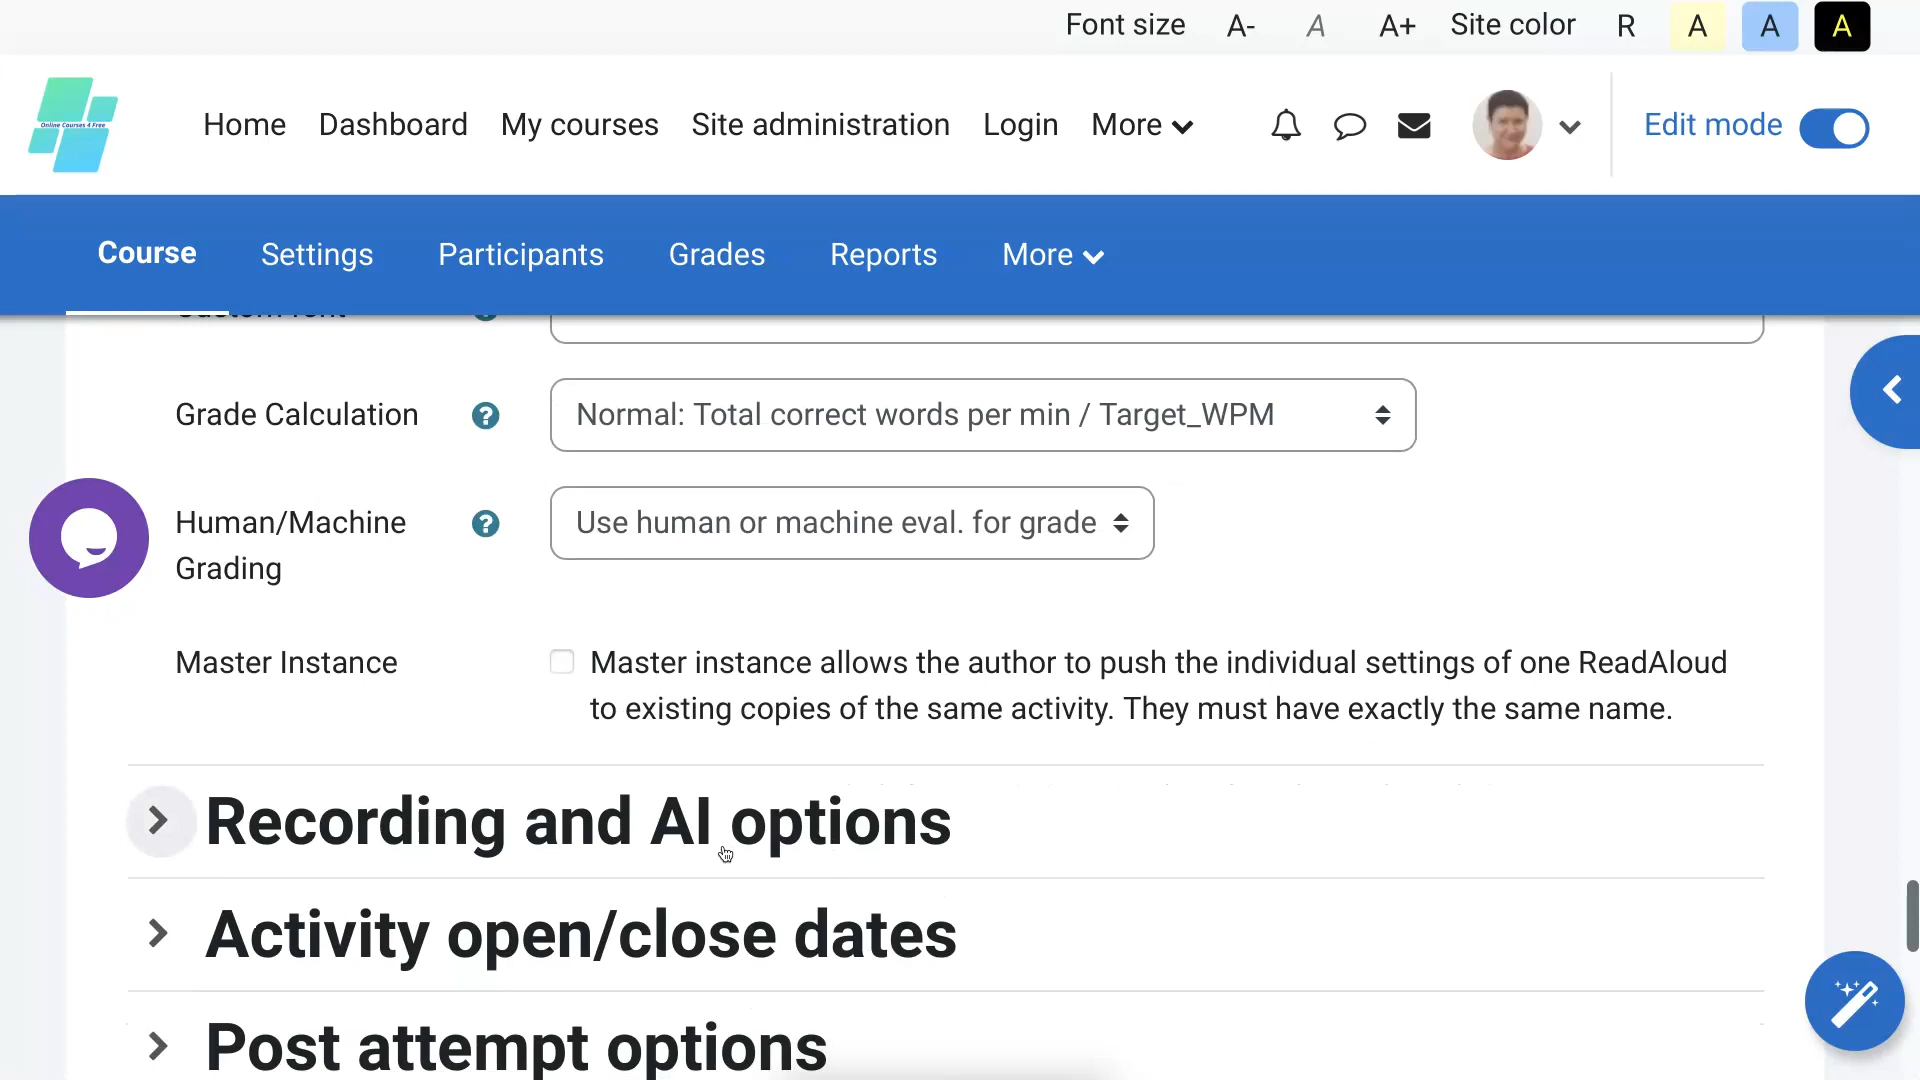 Font size A- A A+ Site color R A A A
Online Courses 4 Free
Home Dashboard My courses Site administration Login More Edit mode
Course Settings Participants Grades Reports More
Grade Calculation ? Normal: Total correct words per min / Target_WPM
Human/Machine ? Use human or machine eval. for grade
Grading
Master Instance Master instance allows the author to push the individual settings of one ReadAloud
to existing copies of the same activity. They must have exactly the same name.
Recording and AI options
Activity open/close dates
Post attempt options